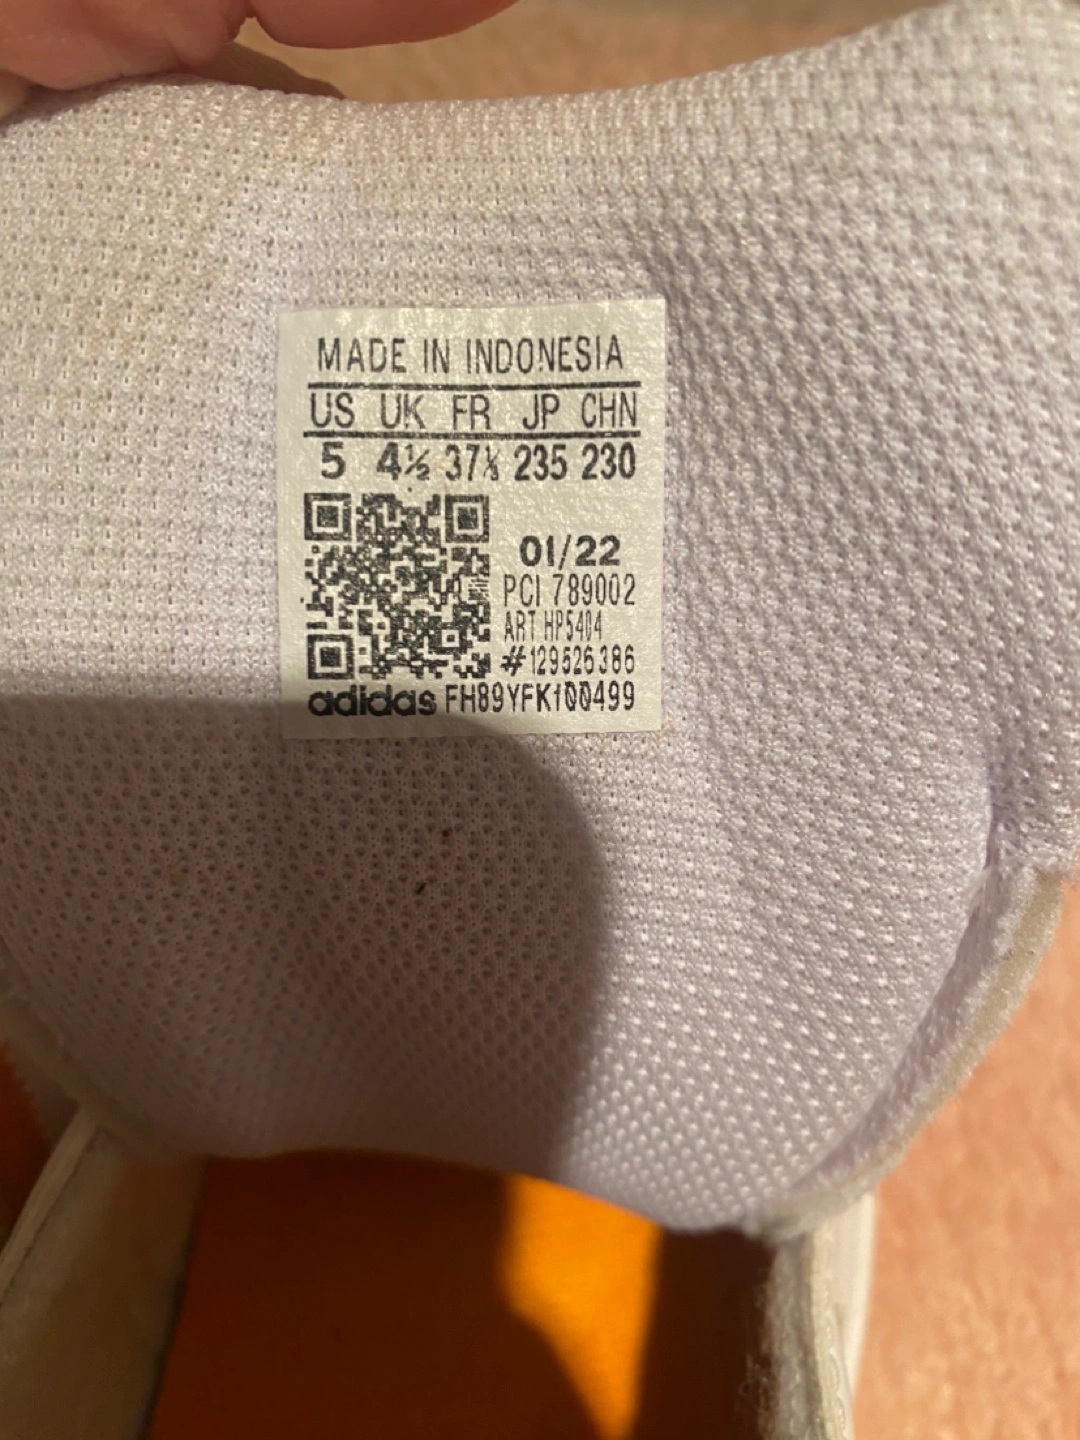 MADE IN INDONESIA
US UK FR JP CHN
5 4½ 37⅓ 235 230
01/22
PCI 789002
ART HP5404
#129526386
adidas FH89YFK100499